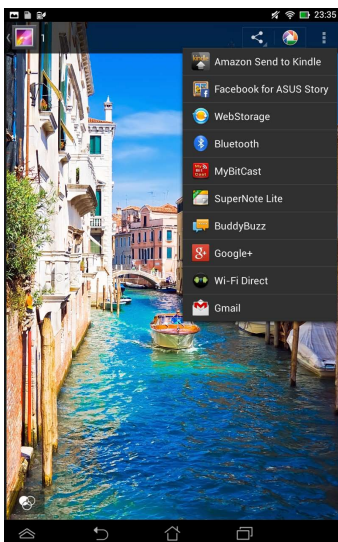 23:35
1
Amazon Send to Kindle
Facebook for ASUS Story
WebStorage
Bluetooth
MyBitCast
SuperNote Lite
BuddyBuzz
Google+
Wi-Fi Direct
Gmail